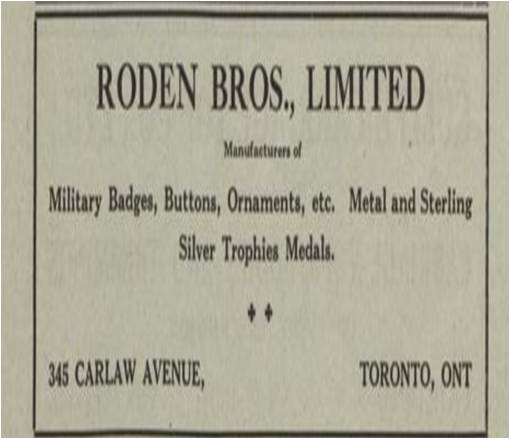 RODEN BROS., LIMITED
Manufacturers of
Military Badges, Buttons, Ornaments, etc. Metal and Sterling
Silver Trophies Medals.
345 CARLAW AVENUE, TORONTO, ONT